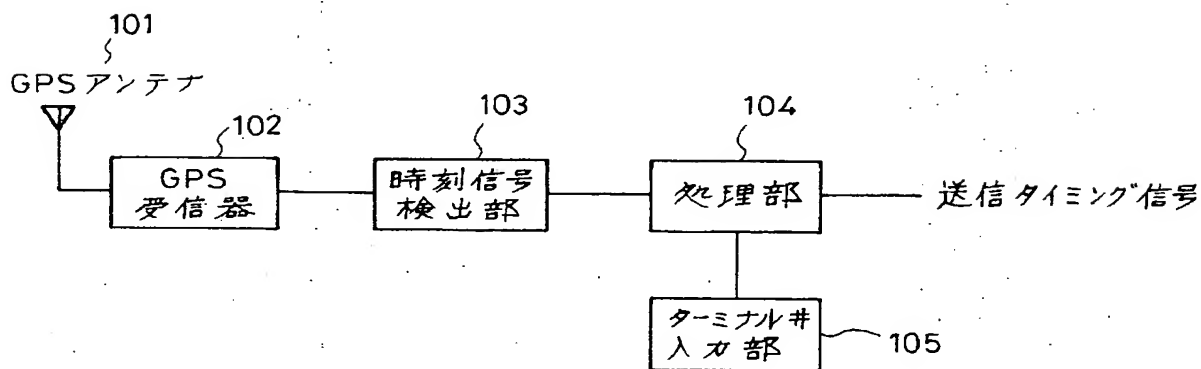 101
GPSアンテナ
102
GPS
受信器
103
時刻信号
検出部
104
処理部
送信タイミング信号
ターミナル#
入力部
105